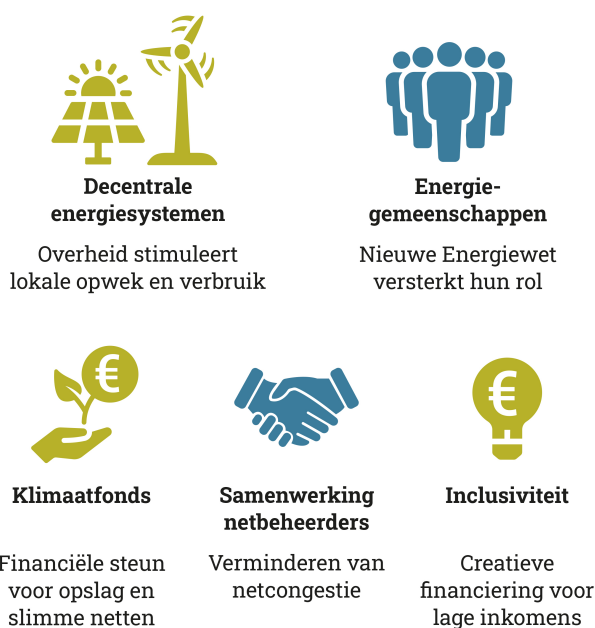 Decentrale
energiesystemen
Overheid stimuleert
lokale opwek en verbruik
Energie-
gemeenschappen
Nieuwe Energiewet
versterkt hun rol
€
Klimaatfonds
Financiële steun
voor opslag en
slimme netten
Samenwerking
netbeheerders
Verminderen van
netcongestie
€
Inclusiviteit
Creatieve
financiering voor
lage inkomens